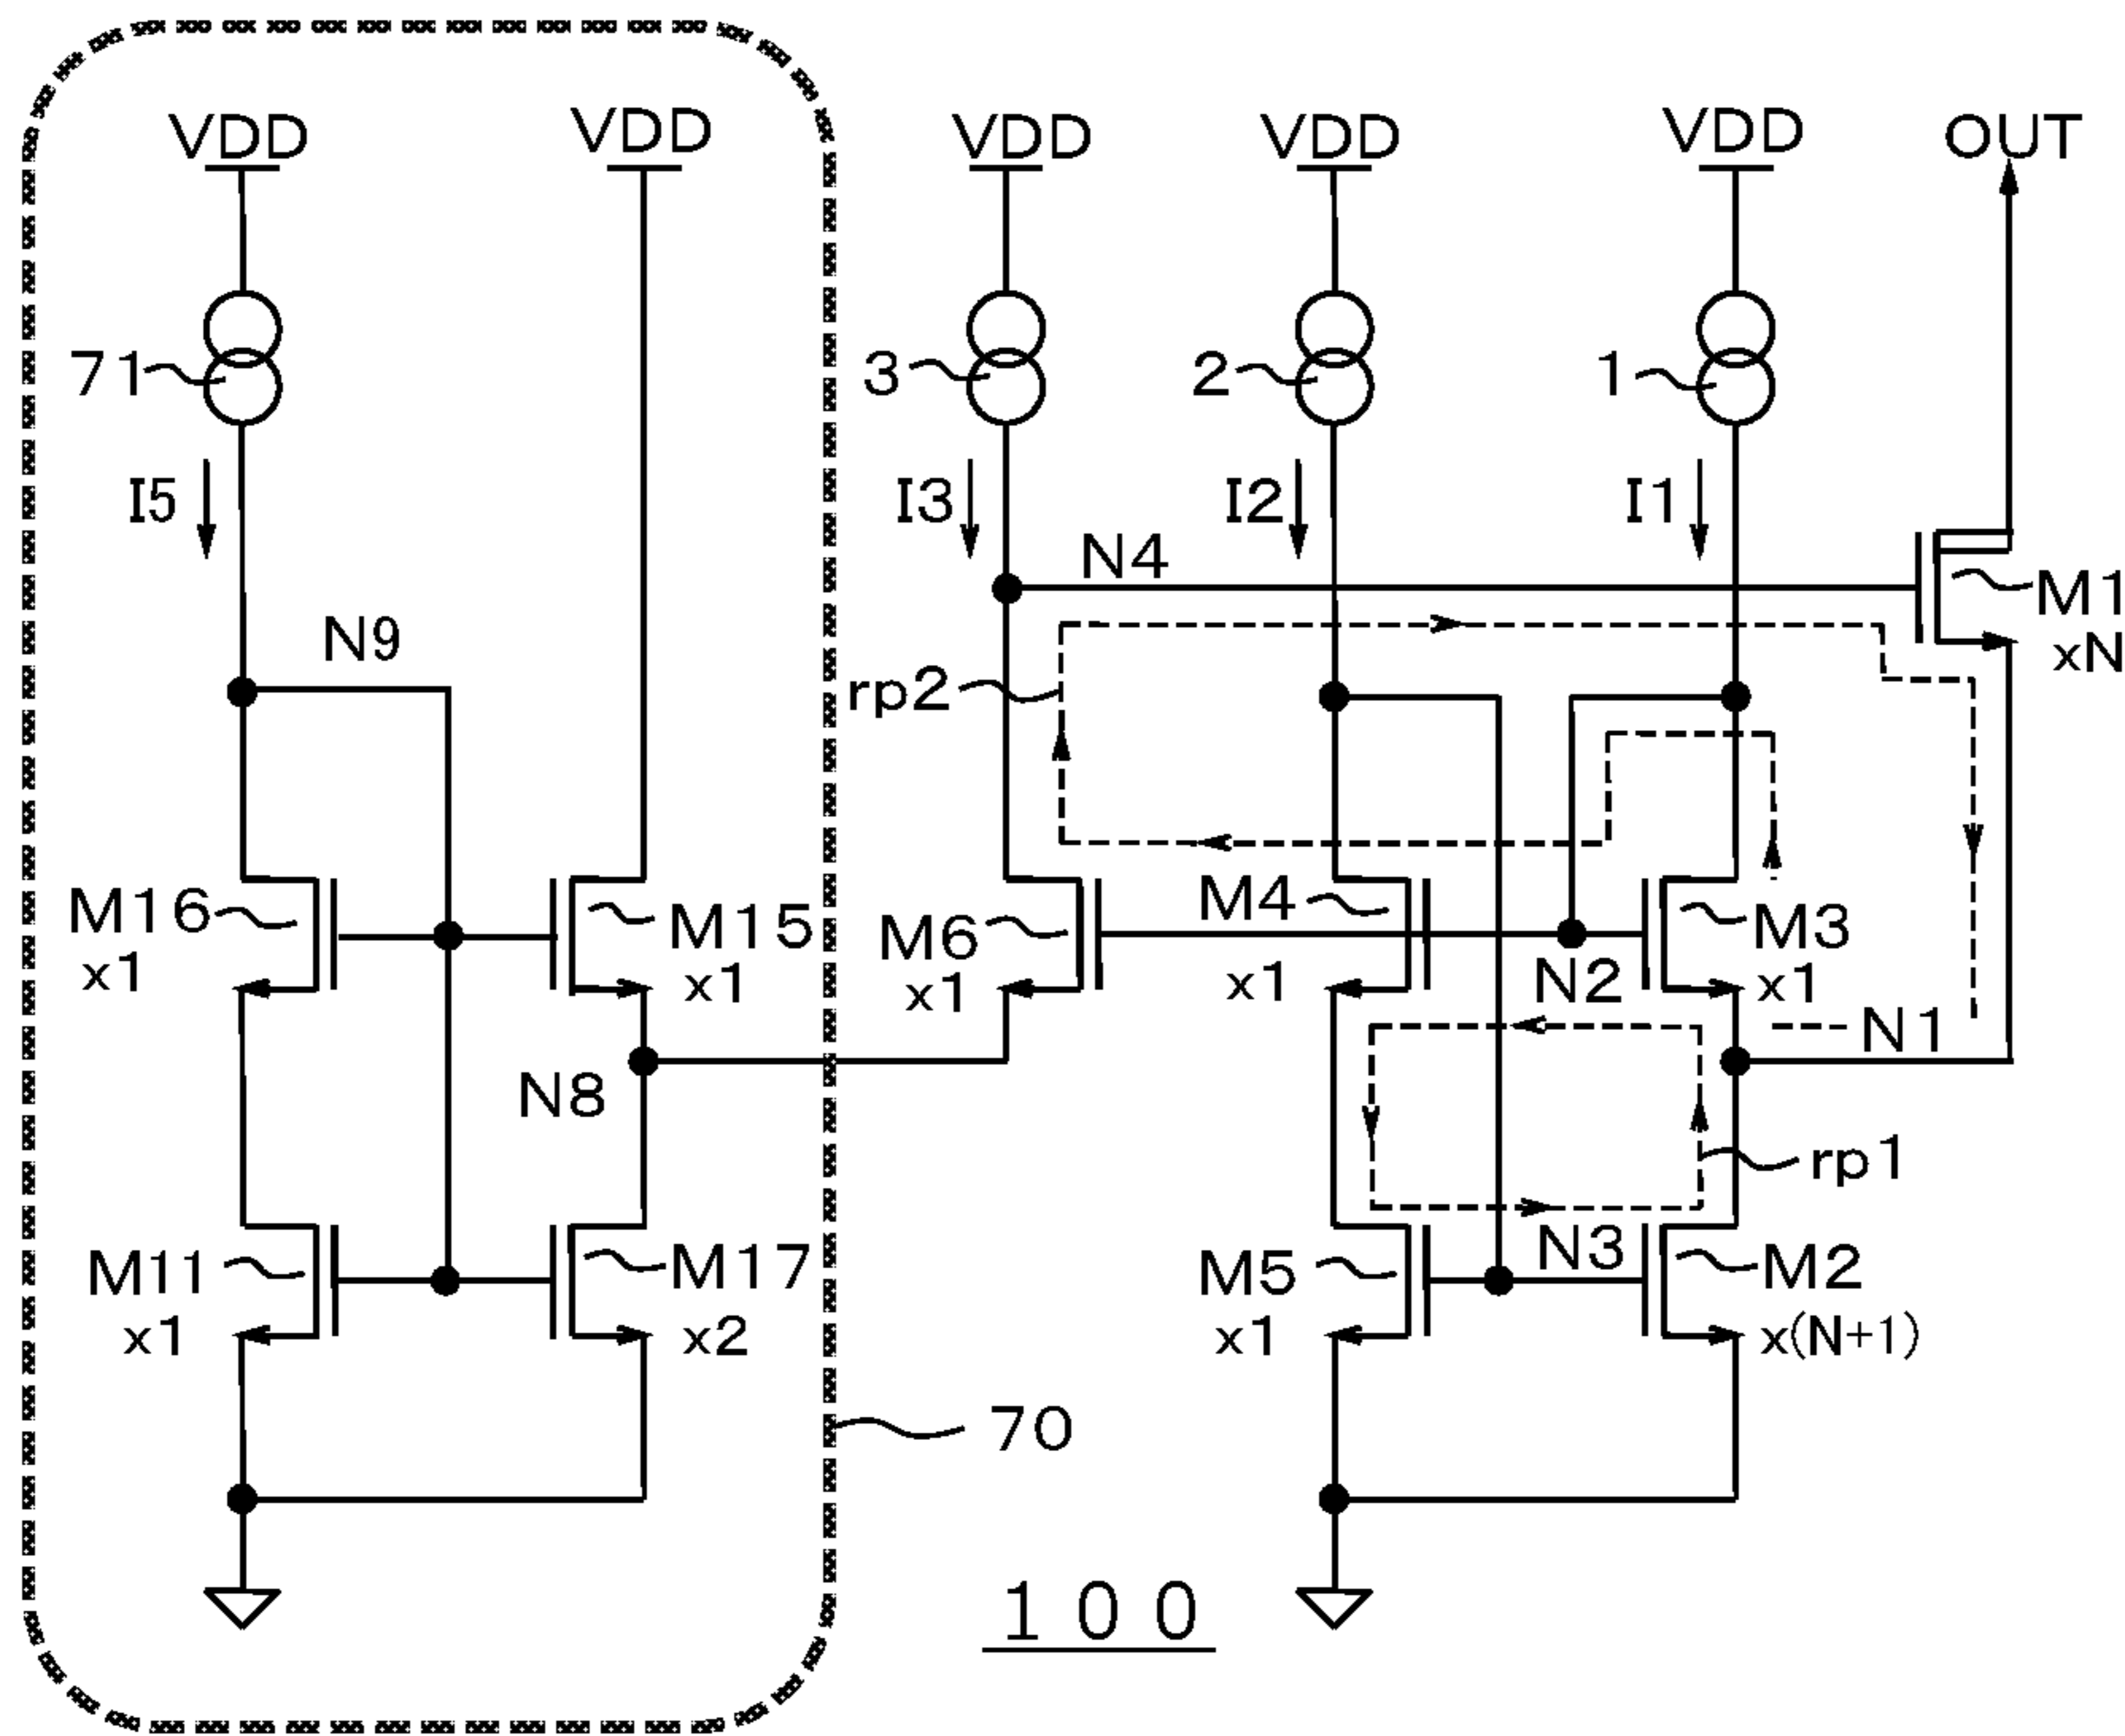 VDD VDD VDD VDD VDD OUT
71 3 2 1
I5 I3 I2 I1
N4
M1
xN
N9
rp2
M16 M15 M6 M4 M3
x1 x1 x1 x1 x1
N2
N1
N8
rp1
M11 M17 M5 N3 M2
x1 x2 x1 x(N+1)
70
100